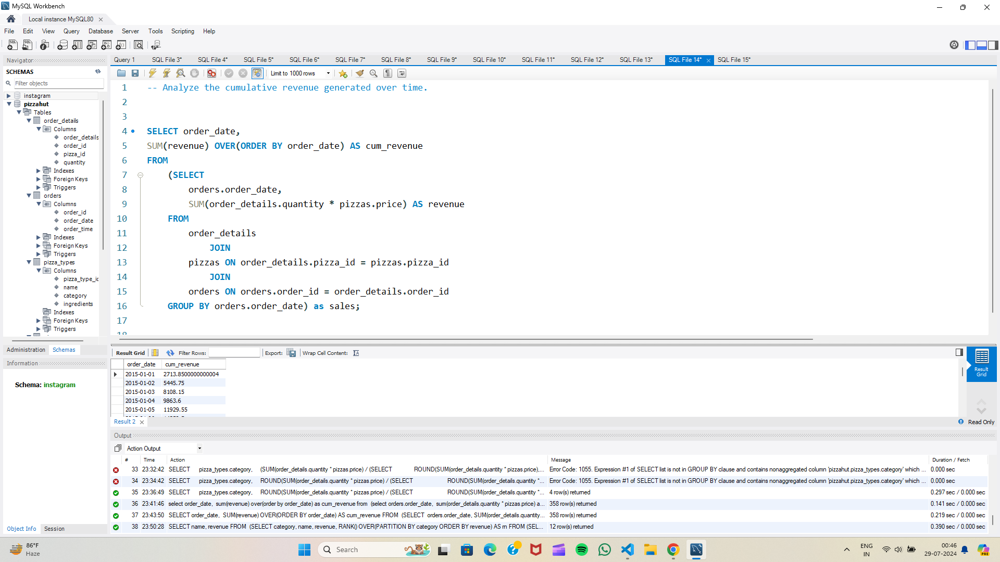 MySQL Workbench
Local instance MySQL80
File Edit View Query Database Server Tools Scripting Help
Navigator
SCHEMAS
Filter objects
instagram
pizzahut
Tables
order_details
Columns
order_details
order_id
pizza_id
quantity
Indexes
Foreign Keys
Triggers
orders
Columns
order_id
order_date
order_time
Indexes
Foreign Keys
Triggers
pizza_types
Columns
pizza_type_id
name
category
ingredients
Indexes
Foreign Keys
Triggers
Administration Schemas
Information
Schema: instagram
Object Info Session
Query 1 SQL File 3* SQL File 4* SQL File 5* SQL File 6* SQL File 7* SQL File 8* SQL File 9* SQL File 10* SQL File 11* SQL File 12* SQL File 13* SQL File 14* SQL File 15*
Limit to 1000 rows
1 -- Analyze the cumulative revenue generated over time.
2
3
4 SELECT order_date,
5 SUM(revenue) OVER(ORDER BY order_date) AS cum_revenue
6 FROM
7 (SELECT
8 orders.order_date,
9 SUM(order_details.quantity * pizzas.price) AS revenue
10 FROM
11 order_details
12 JOIN
13 pizzas ON order_details.pizza_id = pizzas.pizza_id
14 JOIN
15 orders ON orders.order_id = order_details.order_id
16 GROUP BY orders.order_date) as sales;
17
18
Result Grid Filter Rows: Export: Wrap Cell Content:
order_date cum_revenue
2015-01-01 2713.8500000000004
2015-01-02 5445.75
2015-01-03 8108.15
2015-01-04 9863.6
2015-01-05 11929.55
Result Grid
Result 2
Read Only
Output
Action Output
# Time Action Message Duration / Fetch
33 23:32:42 SELECT pizza_types.category, (SUM(order_details.quantity * pizzas.price) / (SELECT ROUND(SUM(order_details.quantity * pizzas.price),... Error Code: 1055. Expression #1 of SELECT list is not in GROUP BY clause and contains nonaggregated column 'pizzahut.pizza_types.category' which ... 0.000 sec
34 23:34:42 SELECT pizza_types.category, ROUND(SUM(order_details.quantity * pizzas.price) / (SELECT ROUND(SUM(order_details.quantity *... Error Code: 1055. Expression #1 of SELECT list is not in GROUP BY clause and contains nonaggregated column 'pizzahut.pizza_types.category' which ... 0.000 sec
35 23:36:49 SELECT pizza_types.category, ROUND(SUM(order_details.quantity * pizzas.price) / (SELECT ROUND(SUM(order_details.quantity *... 4 row(s) returned 0.297 sec / 0.000 sec
36 23:41:46 select order_date, sum(revenue) over(order by order_date) as cum_revenue from (select orders.order_date, sum(order_details.quantity * pizzas.price) a... 358 row(s) returned 0.141 sec / 0.000 sec
37 23:43:50 SELECT order_date, SUM(revenue) OVER(ORDER BY order_date) AS cum_revenue FROM (SELECT orders.order_date, SUM(order_details.quantity... 358 row(s) returned 0.219 sec / 0.000 sec
38 23:50:28 SELECT name, revenue FROM (SELECT category, name, revenue, RANK() OVER(PARTITION BY category ORDER BY revenue) AS rn FROM (SEL... 12 row(s) returned 0.390 sec / 0.000 sec
86°F
Haze
Search
ENG
IN
00:46
29-07-2024